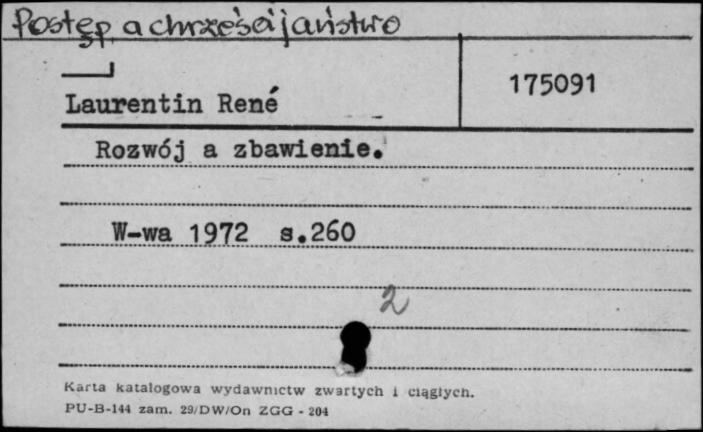 Postęp a chrześcijaństwo
175091
Laurentin René
Rozwój a zbawienie.
W-wa 1972 s.260
2
Karta katalogowa wydawnictw zwartych i ciągłych.
PU-B-144 zam. 29/DW/On ZGG - 204